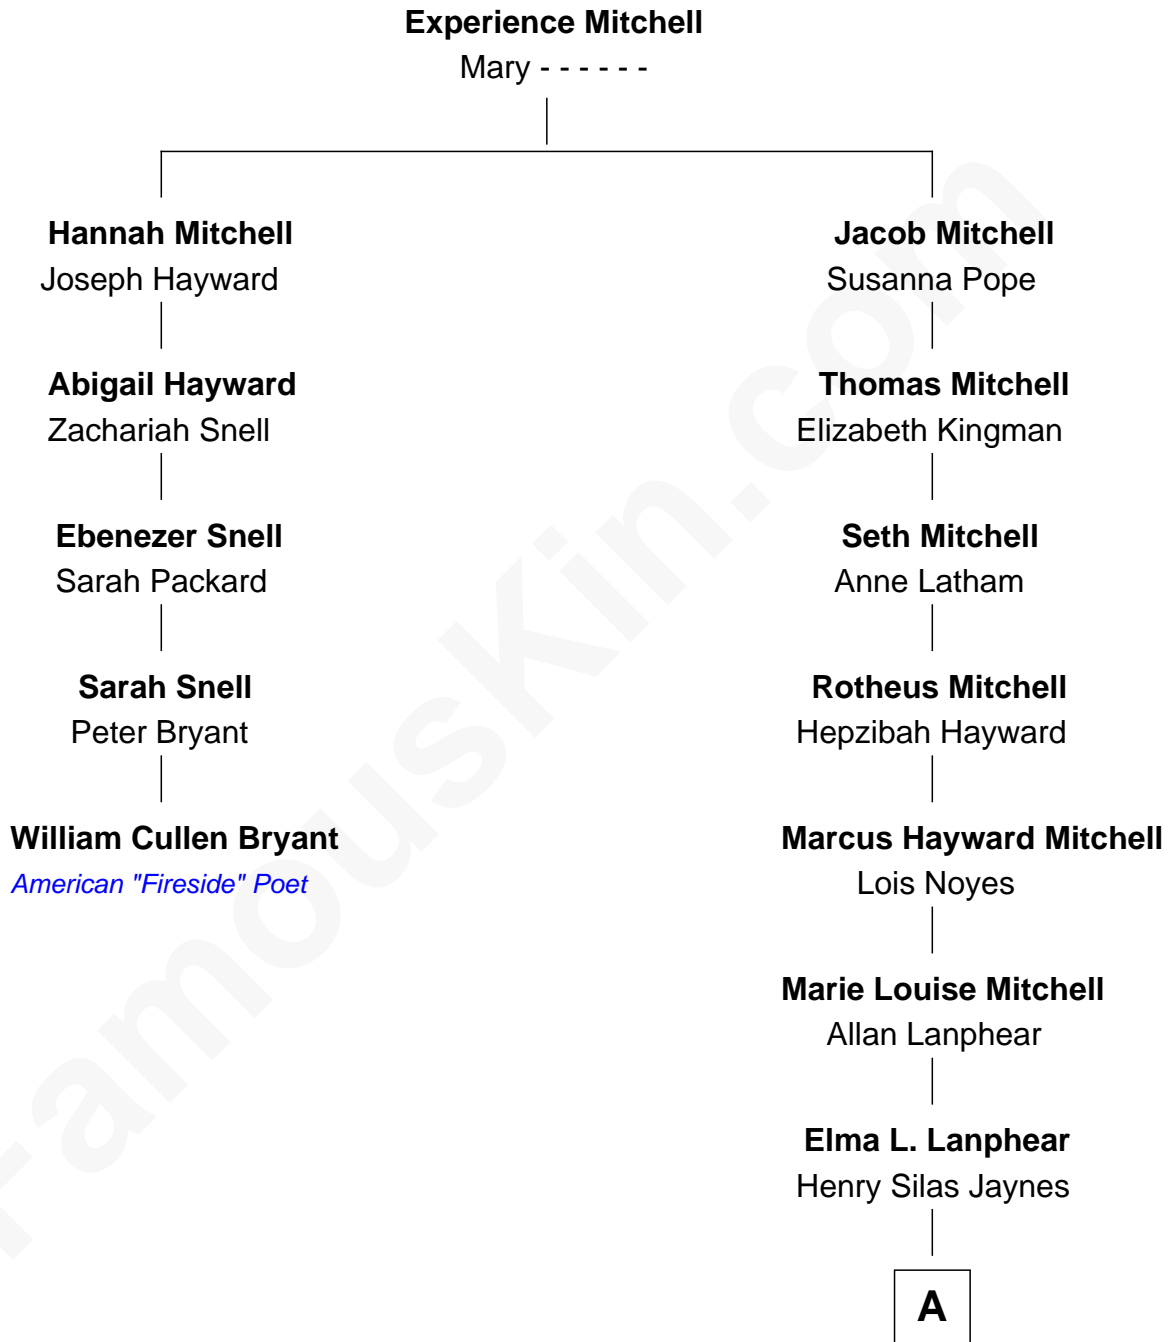 Experience Mitchell
Mary - - - - - -
Hannah Mitchell
Joseph Hayward
Jacob Mitchell
Susanna Pope
Abigail Hayward
Zachariah Snell
Thomas Mitchell
Elizabeth Kingman
Ebenezer Snell
Sarah Packard
Seth Mitchell
Anne Latham
Sarah Snell
Peter Bryant
Rotheus Mitchell
Hepzibah Hayward
William Cullen Bryant
American "Fireside" Poet
Marcus Hayward Mitchell
Lois Noyes
Marie Louise Mitchell
Allan Lanphear
Elma L. Lanphear
Henry Silas Jaynes
A
FamousKin.com